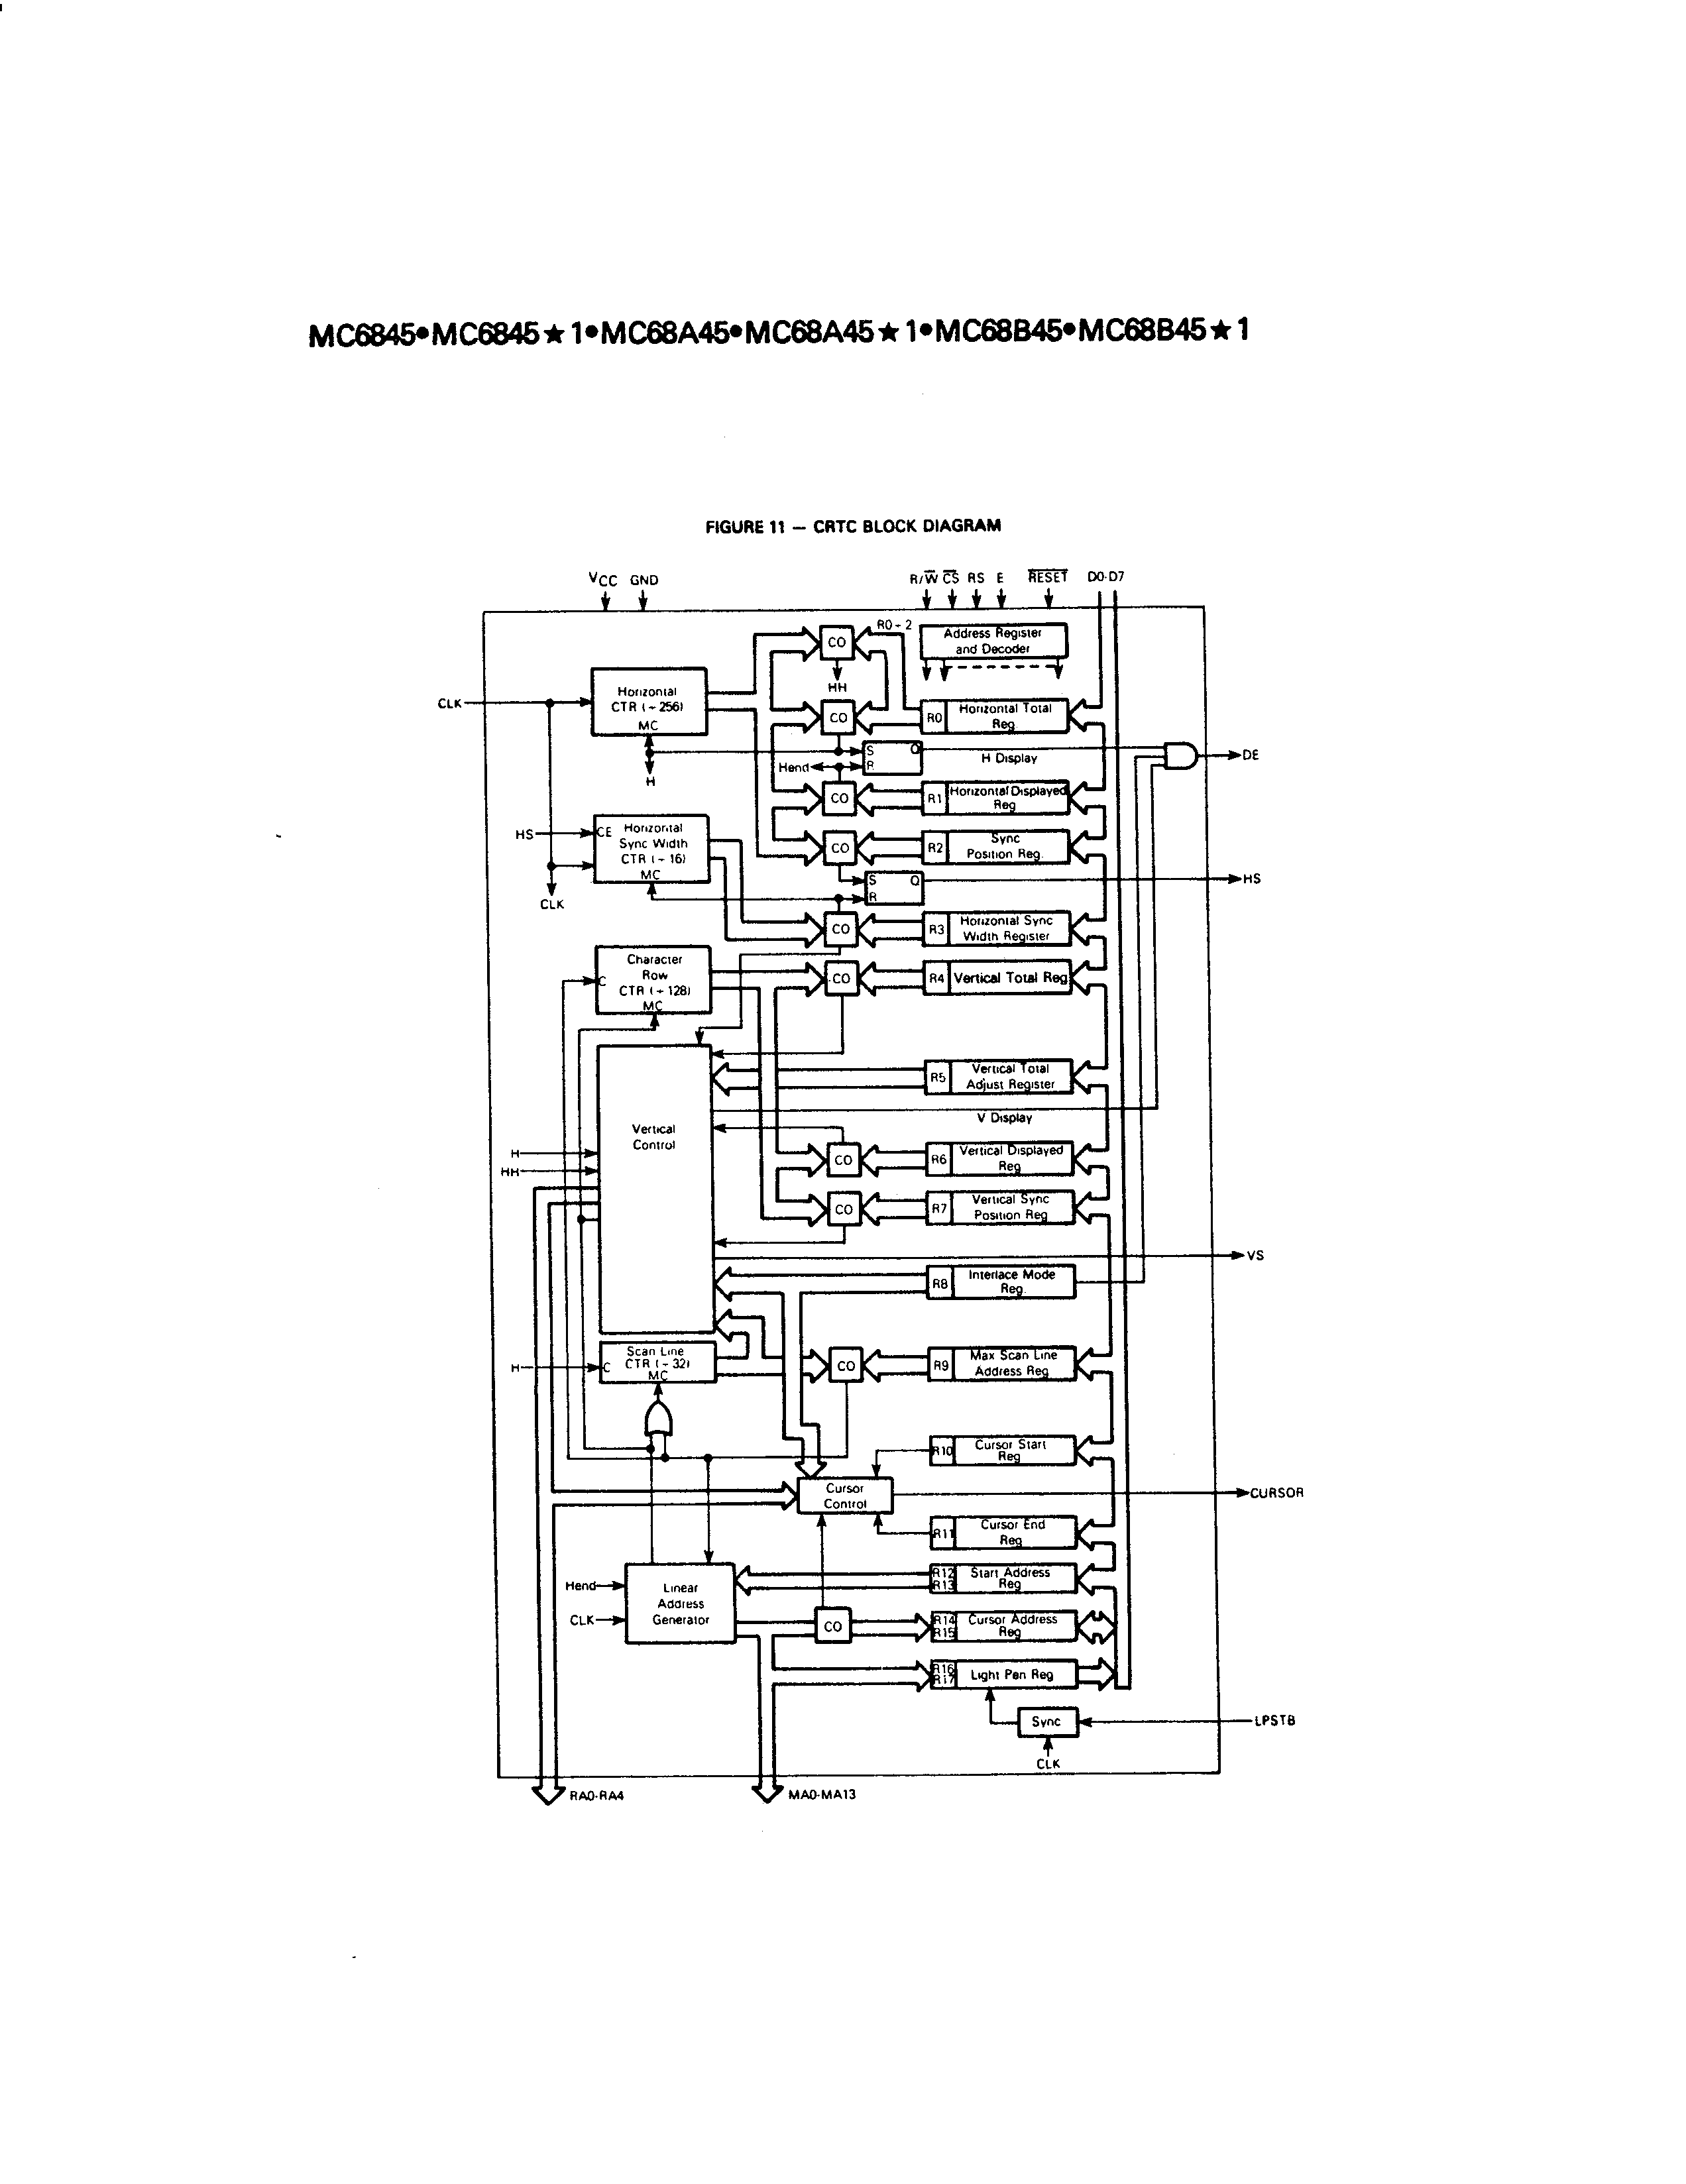 MC6845•MC6845★1•MC68A45•MC68A45★1•MC68B45•MC68B45★1
FIGURE 11 — CRTC BLOCK DIAGRAM
VCC GND
R/W̅ C̅S̅ RS E R̅E̅S̅E̅T̅ D0-D7
CO
R0÷2
Address Register
and Decoder
HH
CLK
Horizontal
CTR (÷256)
MC
H
CO
R0
Horizontal Total
Reg.
S Q
R
Hend
H Display
DE
CO
R1
Horizontal Displayed
Reg
HS
CE
Horizontal
Sync Width
CTR (÷16)
MC
CLK
CO
R2
Sync
Position Reg.
S Q
R
HS
CO
R3
Horizontal Sync
Width Register
C
Character
Row
CTR (÷128)
MC
CO
R4
Vertical Total Reg
R5
Vertical Total
Adjust Register
V Display
Vertical
Control
H
HH
CO
R6
Vertical Displayed
Reg
CO
R7
Vertical Sync
Position Reg
VS
R8
Interlace Mode
Reg.
H
C
Scan Line
CTR (÷32)
MC
CO
R9
Max Scan Line
Address Reg
R10
Cursor Start
Reg
Cursor
Control
CURSOR
R11
Cursor End
Reg
R12
R13
Start Address
Reg
Hend
CLK
Linear
Address
Generator
CO
R14
R15
Cursor Address
Reg
R16
R17
Light Pen Reg
Sync
LPSTB
CLK
RA0-RA4
MA0-MA13